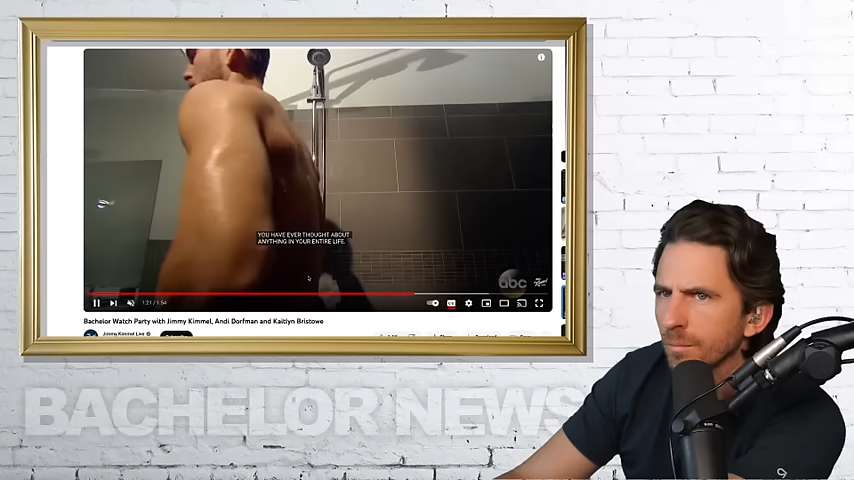 YOU HAVE EVER THOUGHT ABOUT
ANYTHING IN YOUR ENTIRE LIFE.
abc
1:21 / 1:54
Bachelor Watch Party with Jimmy Kimmel, Andi Dorfman and Kaitlyn Bristowe
Jimmy Kimmel Live
BACHELOR NEWS